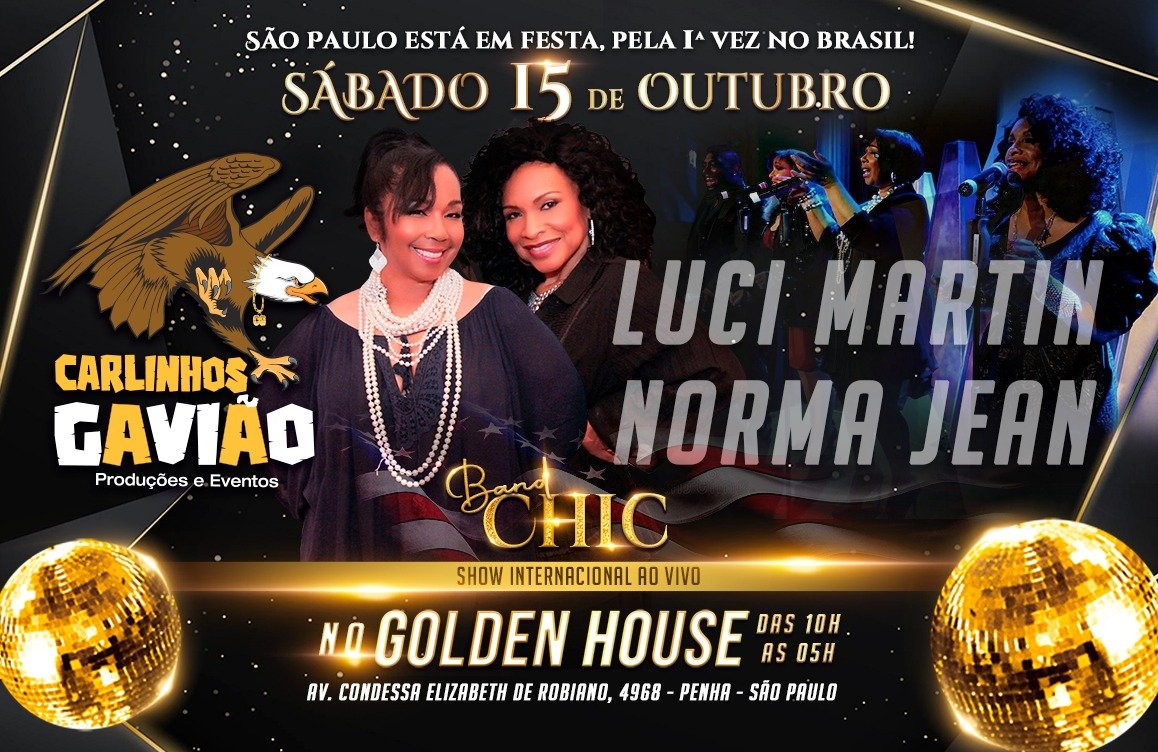 SÃO PAULO ESTÁ EM FESTA, PELA 1ª VEZ NO BRASIL!
SÁBADO 15 DE OUTUBRO
CARLINHOS
GAVIÃO
Produções e Eventos
LUCI MARTIN
NORMA JEAN
Band
CHIC
SHOW INTERNACIONAL AO VIVO
NO GOLDEN HOUSE DAS 10H
AS 05H
AV. CONDESSA ELIZABETH DE ROBIANO, 4968 - PENHA - SÃO PAULO